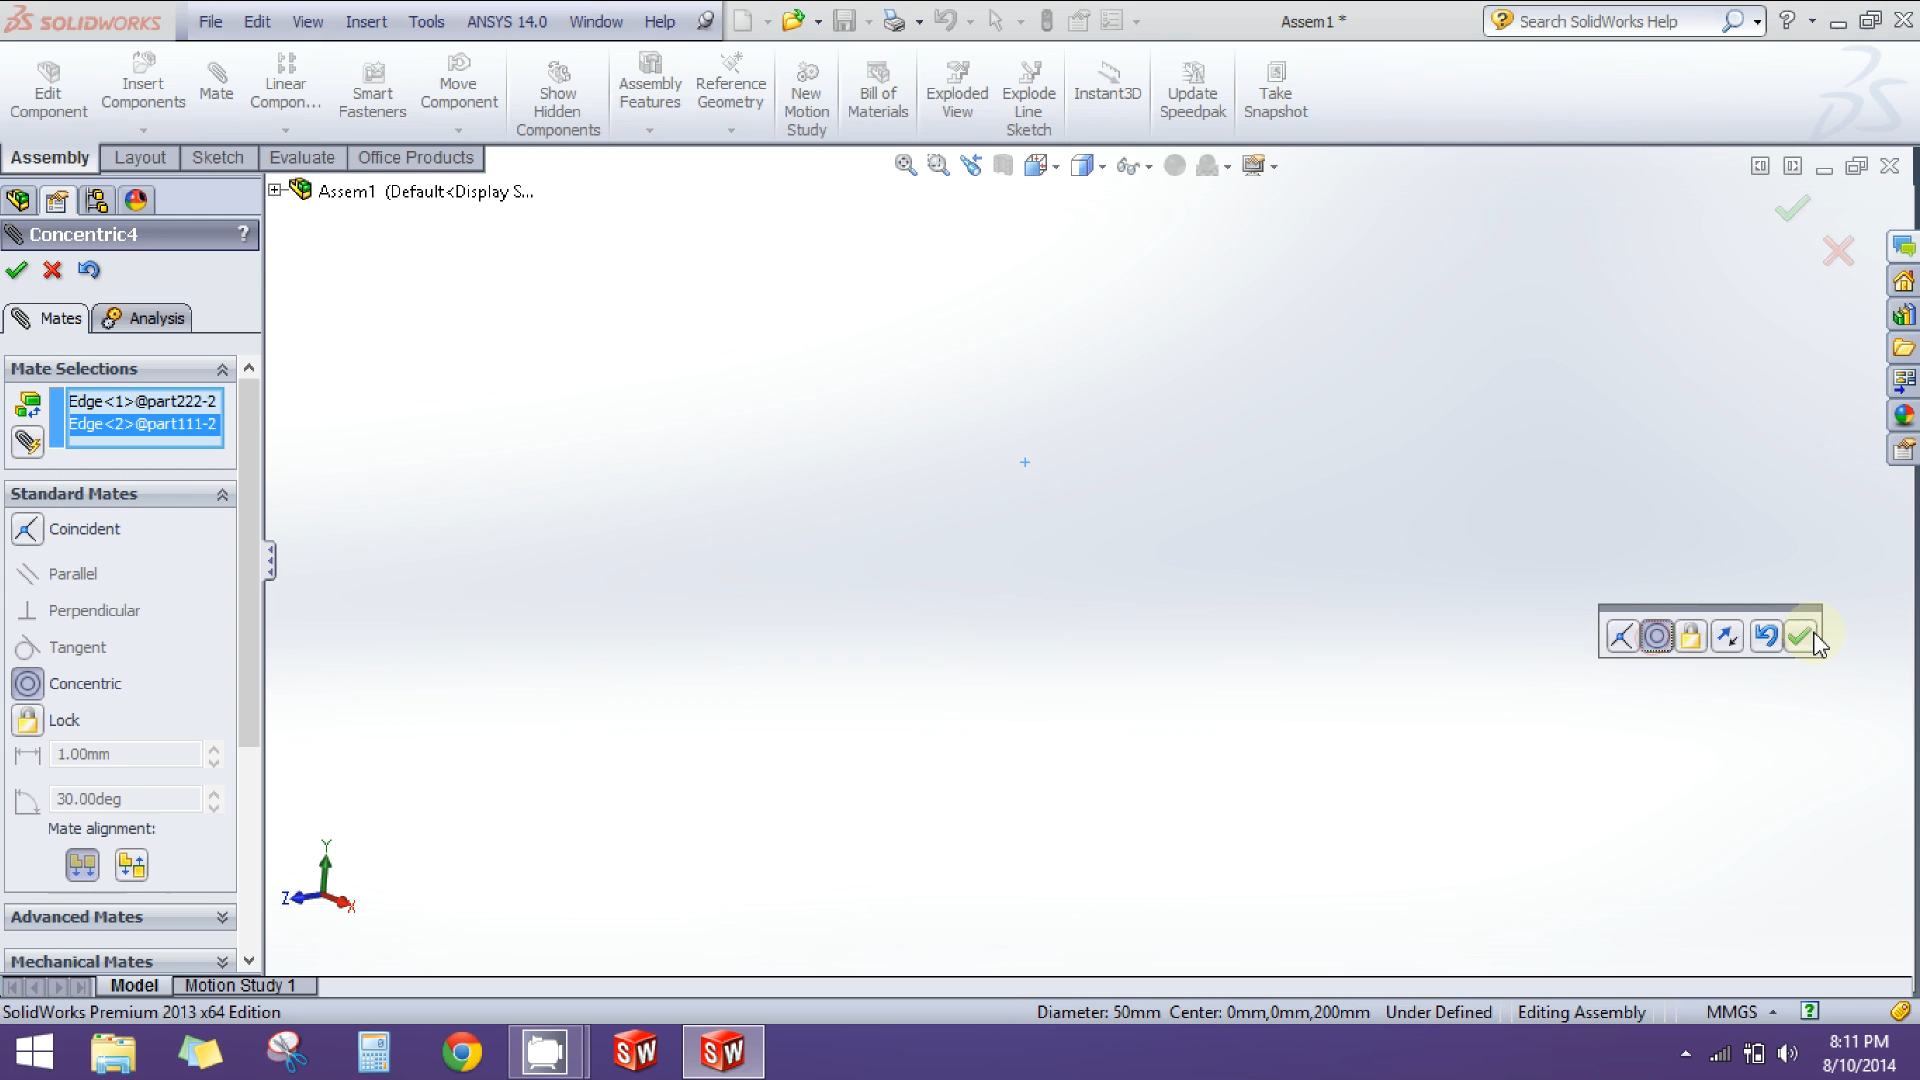 SOLIDWORKS File Edit View Insert Tools ANSYS 14.0 Window Help Assem1 * Search SolidWorks Help
Edit Component
Insert Components
Mate
Linear Compon...
Smart Fasteners
Move Component
Show Hidden Components
Assembly Features
Reference Geometry
New Motion Study
Bill of Materials
Exploded View
Explode Line Sketch
Instant3D
Update Speedpak
Take Snapshot
Assembly Layout Sketch Evaluate Office Products
Assem1 (Default<Display S...
Concentric4 ?
Mates Analysis
Mate Selections
Edge<1>@part222-2
Edge<2>@part111-2
Standard Mates
Coincident
Parallel
Perpendicular
Tangent
Concentric
Lock
1.00mm
30.00deg
Mate alignment:
Y
Z X
Advanced Mates
Mechanical Mates
Model Motion Study 1
SolidWorks Premium 2013 x64 Edition Diameter: 50mm Center: 0mm,0mm,200mm Under Defined Editing Assembly MMGS ?
SW SW 8:11 PM
8/10/2014